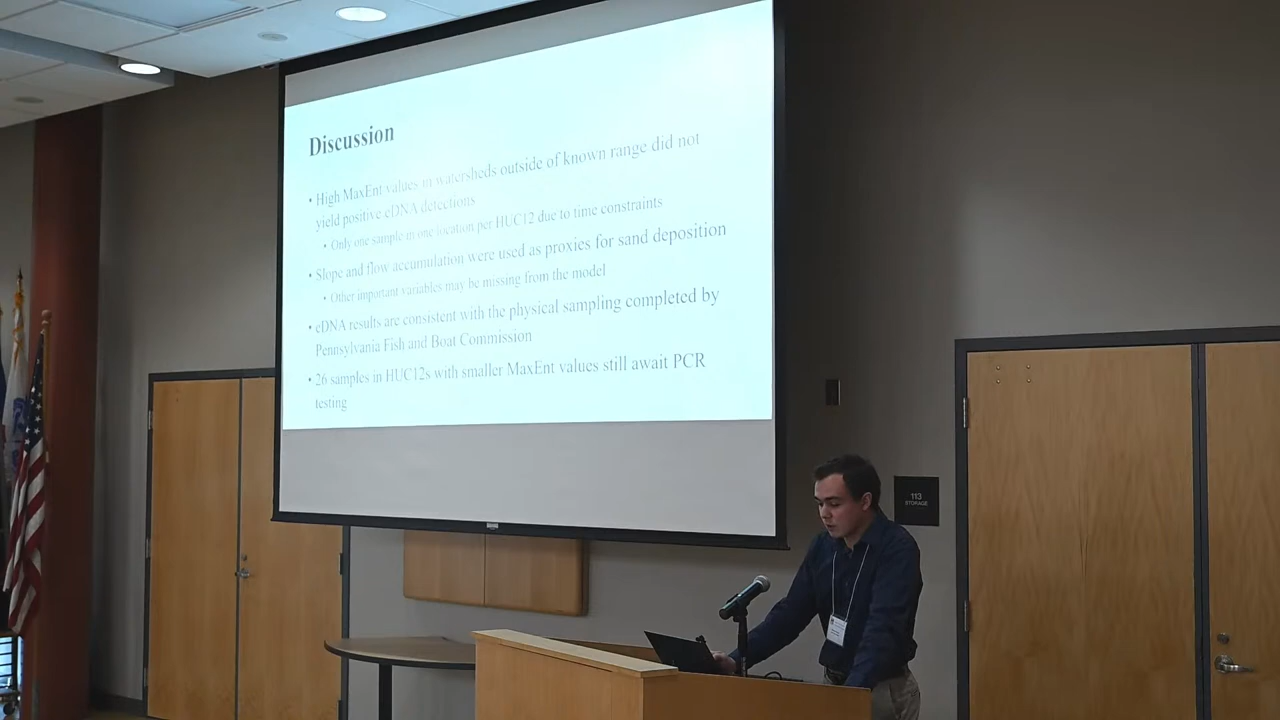 Discussion
• High MaxEnt values in watersheds outside of known range did not
yield positive eDNA detections
• Only one sample in one location per HUC12 due to time constraints
• Slope and flow accumulation were used as proxies for sand deposition
• Other important variables may be missing from the model
• eDNA results are consistent with the physical sampling completed by
Pennsylvania Fish and Boat Commission
• 26 samples in HUC12s with smaller MaxEnt values still await PCR
testing
113
STORAGE